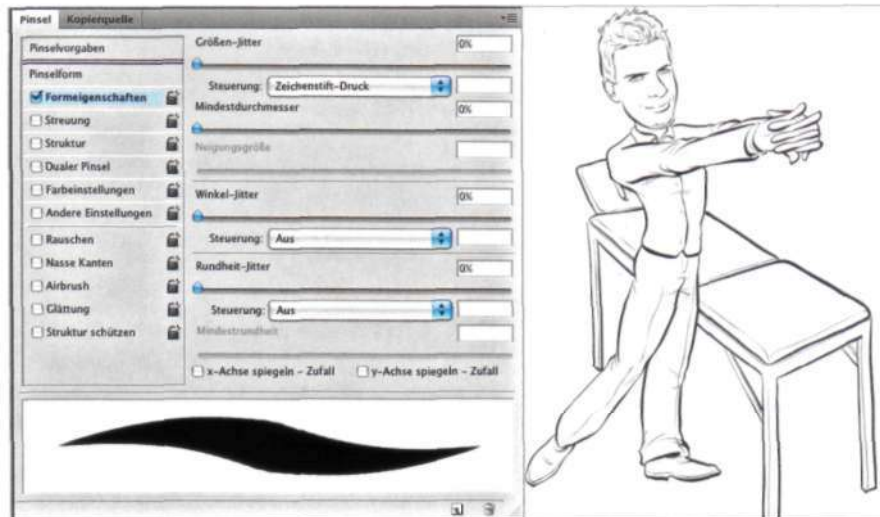 Pinsel Kopierquelle
Pinselvorgaben
Pinselform
Formeigenschaften
Streuung
Struktur
Dualer Pinsel
Farbeinstellungen
Andere Einstellungen
Rauschen
Nasse Kanten
Airbrush
Glättung
Struktur schützen
Größen-Jitter 0%
Steuerung: Zeichenstift-Druck
Mindestdurchmesser 0%
Neigungsgröße
Winkel-Jitter 0%
Steuerung: Aus
Rundheit-Jitter 0%
Steuerung: Aus
Mindestrundheit
x-Achse spiegeln - Zufall y-Achse spiegeln - Zufall